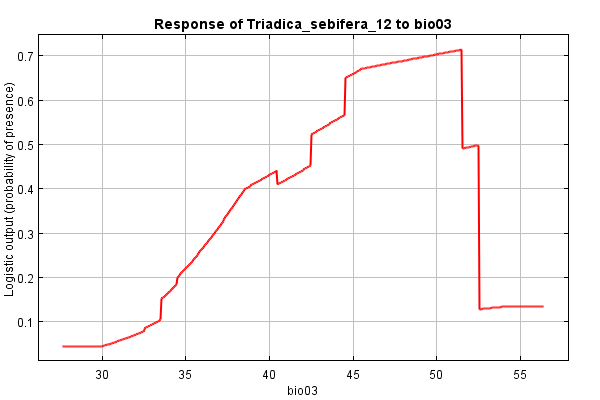 Response of Triadica_sebifera_12 to bio03
Logistic output (probability of presence)
0.7
0.6
0.5
0.4
0.3
0.2
0.1
30 35 40 45 50 55
bio03